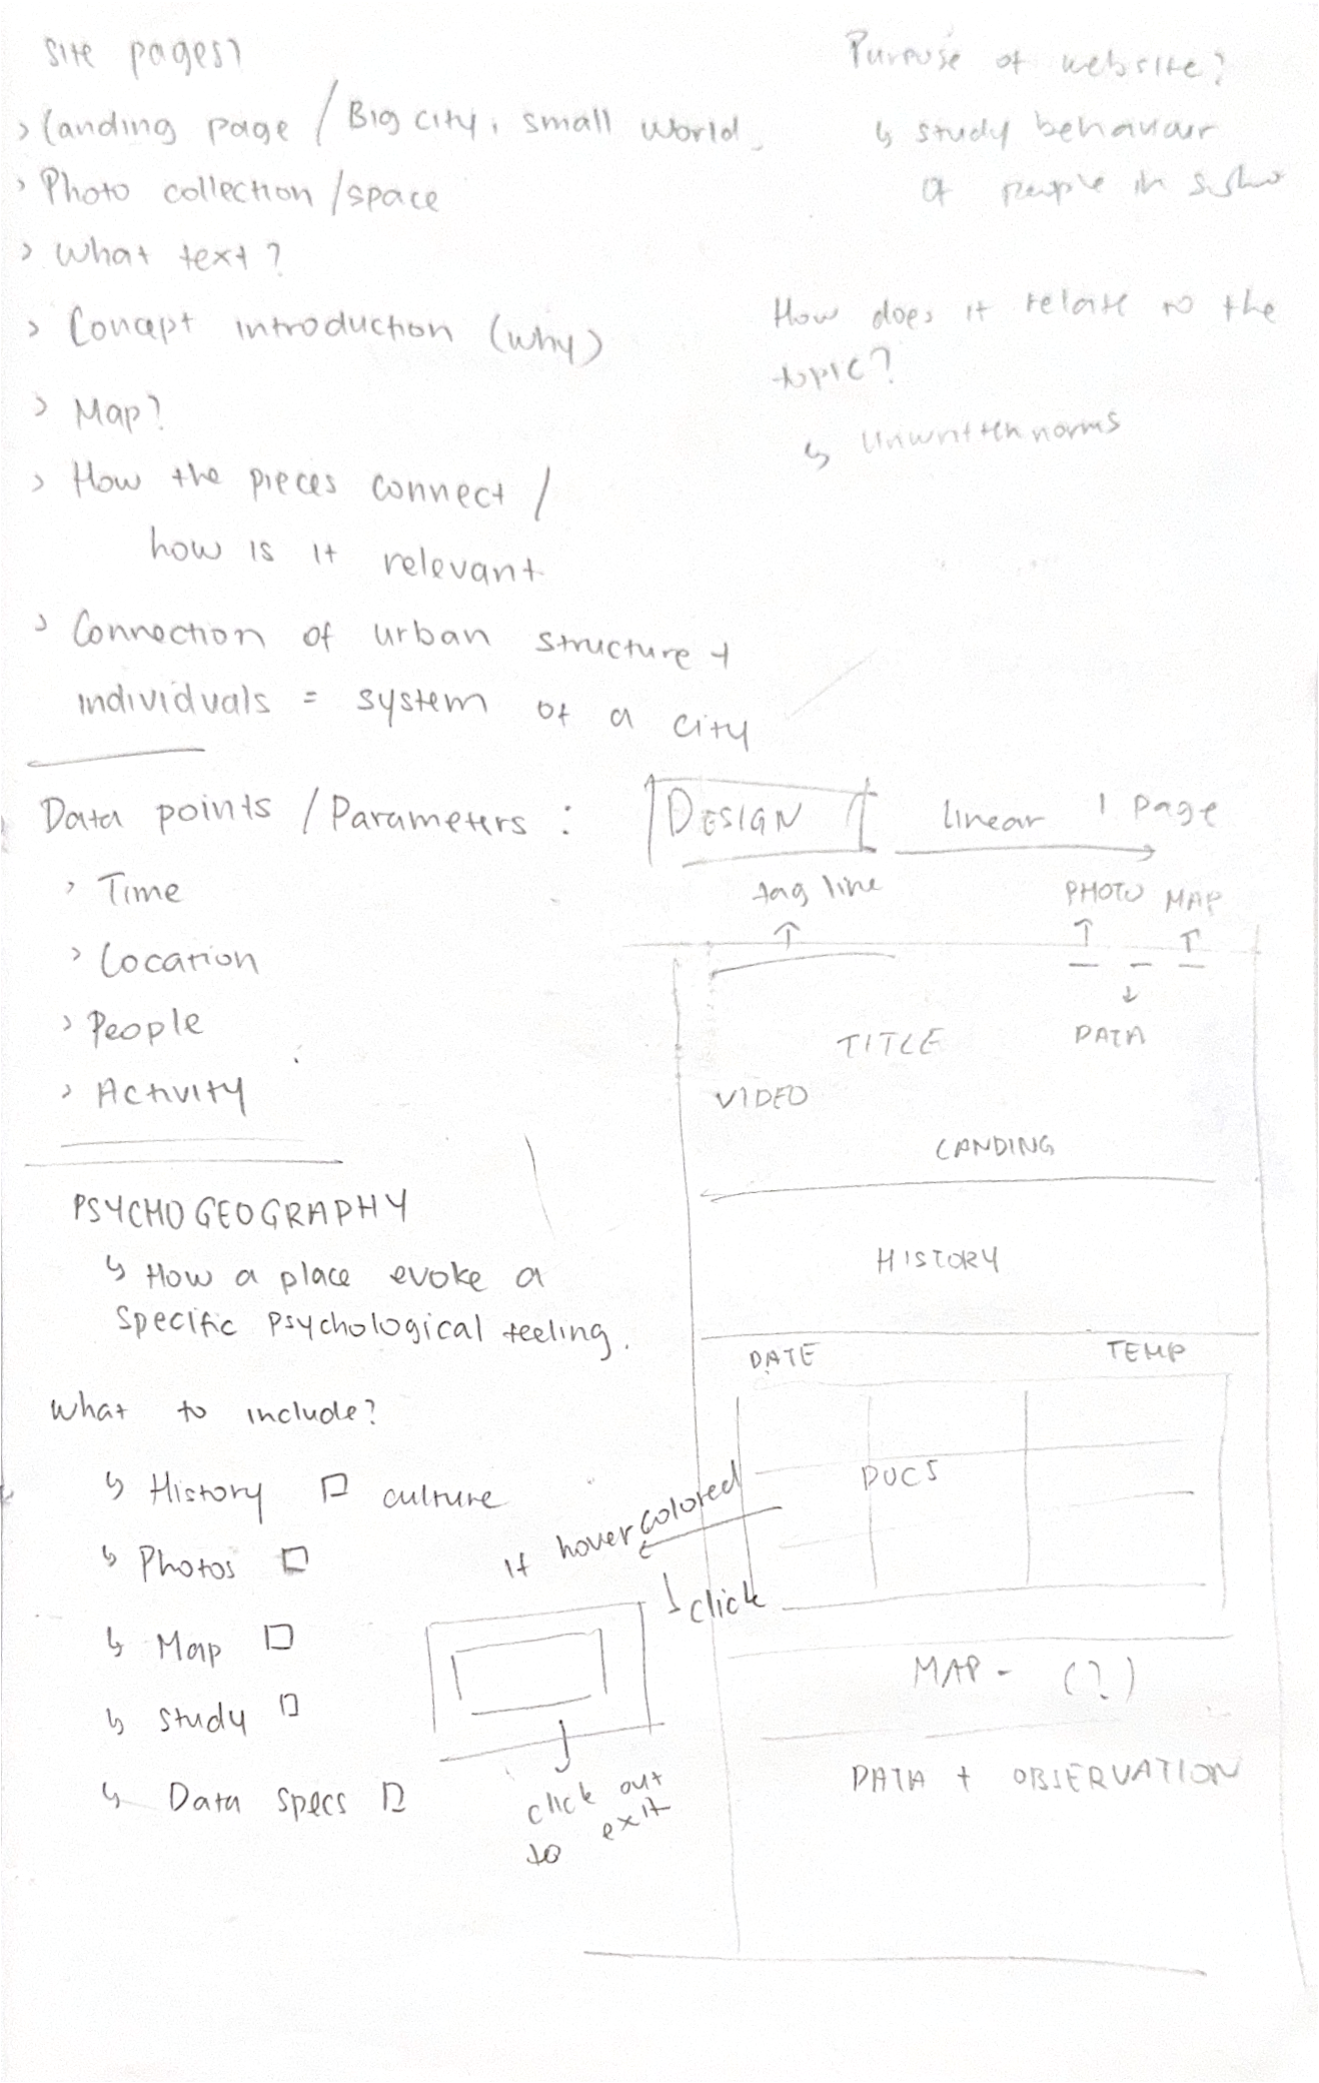 Site pages?
> Landing page / Big city, small world.
> Photo collection / space
> What text?
> Concept introduction (why)
> Map?
> How the pieces connect /
how is it relevant
> Connection of urban structure +
individuals = system of a city
Purpose of website?
↳ study behaviour
of people in
How does it relate to the
topic?
↳ Unwritten norms
Data points / Parameters :
> Time
> Location
> People
> Activity
PSYCHOGEOGRAPHY
↳ How a place evoke a
specific psychological feeling.
What to include?
↳ History □ culture
↳ Photos □
↳ Map □
↳ Study □
↳ Data specs □
DESIGN
linear 1 page
tag line
PHOTO MAP
DATA
TITLE
VIDEO
LANDING
HISTORY
DATE TEMP
if hover colored
click
click out
to exit
MAP - (?)
DATA + OBSERVATION